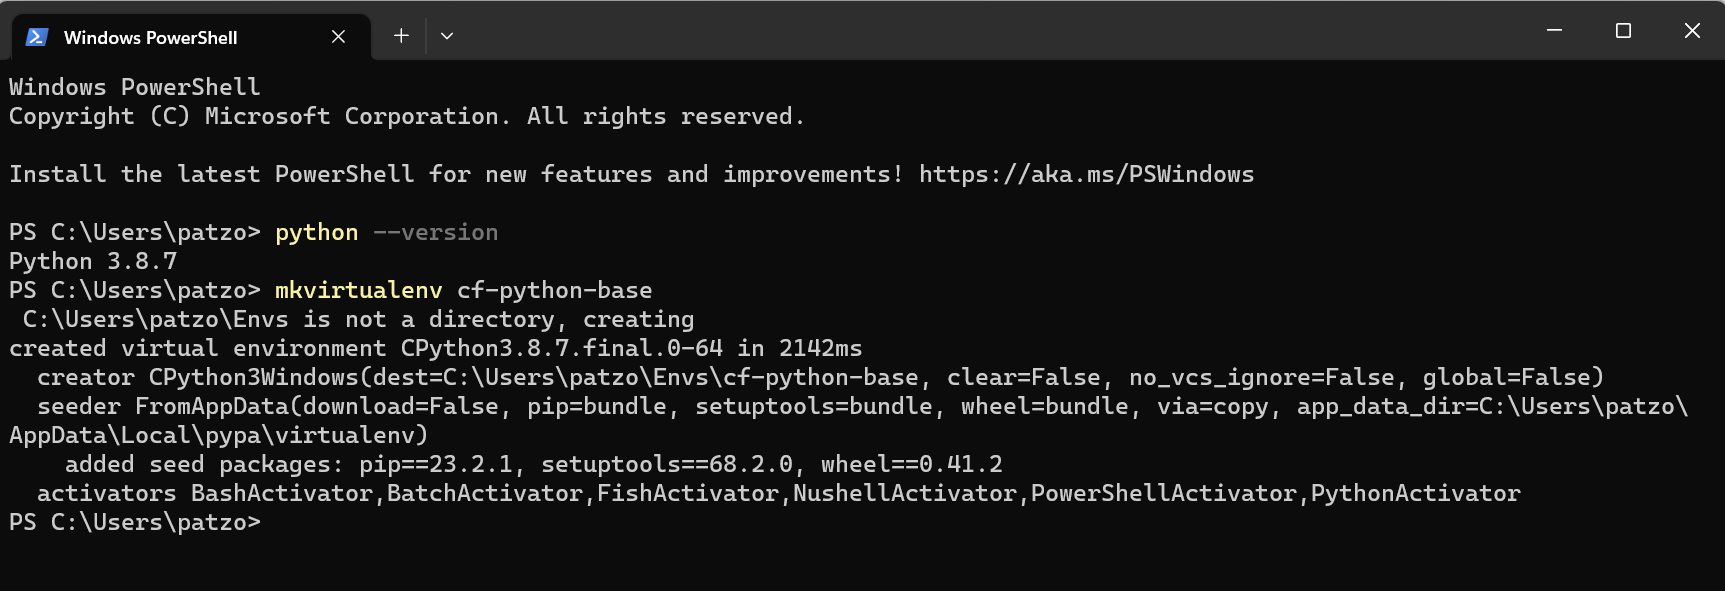 Windows PowerShell
Windows PowerShell
Copyright (C) Microsoft Corporation. All rights reserved.
Install the latest PowerShell for new features and improvements! https://aka.ms/PSWindows
PS C:\Users\patzo> python --version
Python 3.8.7
PS C:\Users\patzo> mkvirtualenv cf-python-base
 C:\Users\patzo\Envs is not a directory, creating
created virtual environment CPython3.8.7.final.0-64 in 2142ms
  creator CPython3Windows(dest=C:\Users\patzo\Envs\cf-python-base, clear=False, no_vcs_ignore=False, global=False)
  seeder FromAppData(download=False, pip=bundle, setuptools=bundle, wheel=bundle, via=copy, app_data_dir=C:\Users\patzo\
AppData\Local\pypa\virtualenv)
    added seed packages: pip==23.2.1, setuptools==68.2.0, wheel==0.41.2
  activators BashActivator,BatchActivator,FishActivator,NushellActivator,PowerShellActivator,PythonActivator
PS C:\Users\patzo>